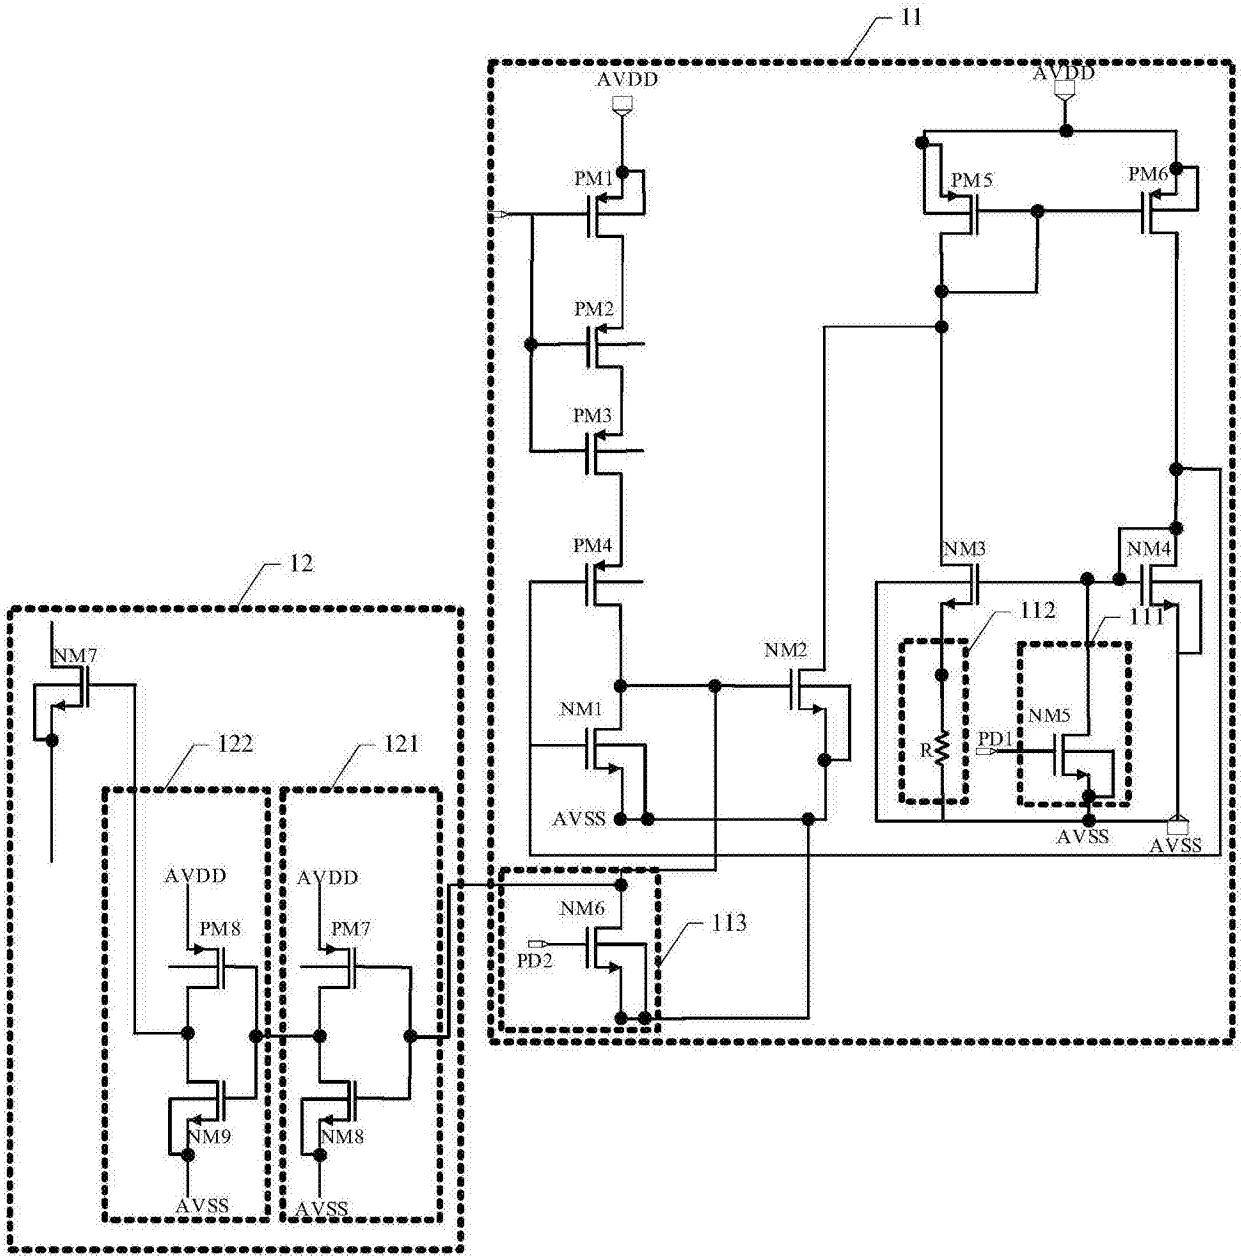 11
AVDD
AVDD
PM1
PM5
PM6
PM2
PM3
PM4
NM3
NM4
12
112
111
NM7
NM2
NM1
NM5
122
121
R
PD1
AVSS
AVSS
AVSS
AVDD
AVDD
NM6
113
PM8
PM7
PD2
NM9
NM8
AVSS
AVSS